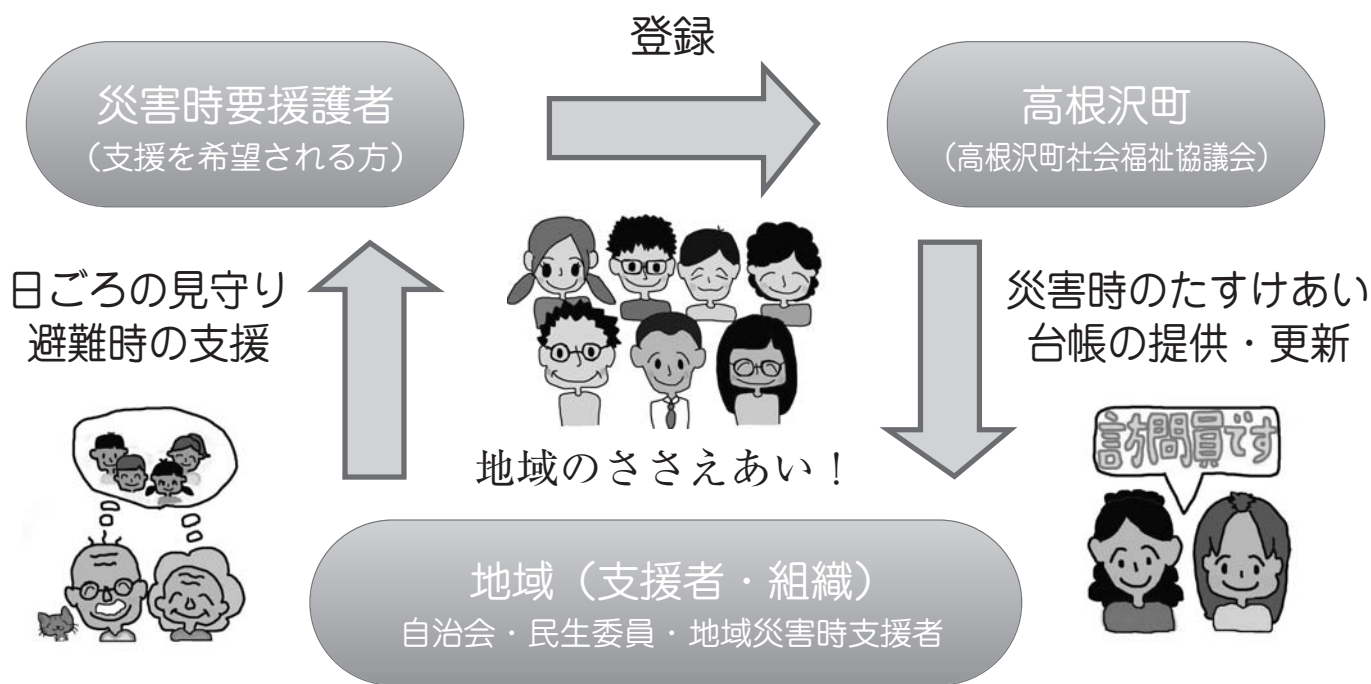 登録
災害時要援護者
（支援を希望される方）
高根沢町
（高根沢町社会福祉協議会）
日ごろの見守り
避難時の支援
災害時のたすけあい
台帳の提供・更新
訪問員です
地域のささえあい！
地域（支援者・組織）
自治会・民生委員・地域災害時支援者